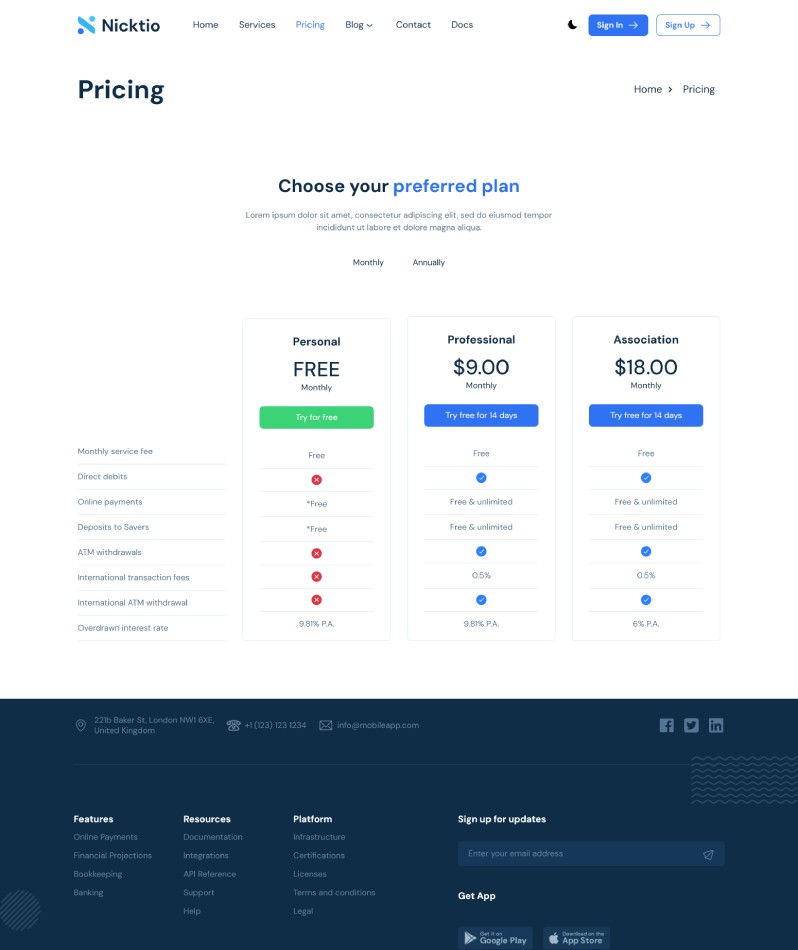 Nicktio
Home Services Pricing Blog Contact Docs Sign In Sign Up
Pricing
Home Pricing
Choose your preferred plan
Lorem ipsum dolor sit amet, consectetur adipiscing elit, sed do eiusmod tempor
incididunt ut labore et dolore magna aliqua.
Monthly Annually
Personal Professional Association
FREE $9.00 $18.00
Monthly Monthly Monthly
Try for free Try free for 14 days Try free for 14 days
Monthly service fee Free Free Free
Direct debits
Online payments *Free Free & unlimited Free & unlimited
Deposits to Savers *Free Free & unlimited Free & unlimited
ATM withdrawals
International transaction fees 0.5% 0.5%
International ATM withdrawal
Overdrawn interest rate 9.81% P.A. 9.81% P.A. 6% P.A.
221b Baker St, London NW1 6XE,
United Kingdom
+1 (123) 123 1234
info@moblieapp.com
Features
Online Payments
Financial Projections
Bookkeeping
Banking
Resources
Documentation
Integrations
API Reference
Support
Help
Platform
Infrastructure
Certifications
Licenses
Terms and conditions
Legal
Sign up for updates
Enter your email address
Get App
Get it on
Google Play
Download on the
App Store